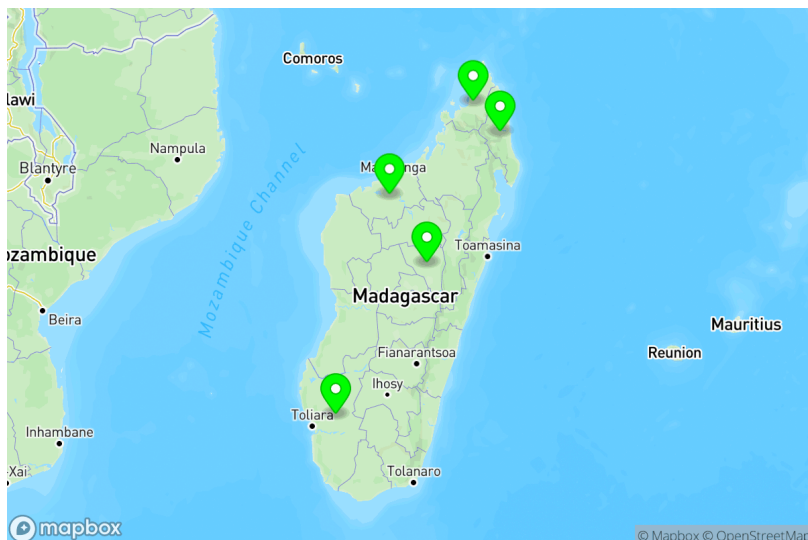 Comoros
lawi
Nampula
Blantyre
Mozambique Channel
Toamasina
ozambique
Madagascar
Beira
Mauritius
Reunion
Fianarantsoa
Ihosy
Toliara
Inhambane
-Xai
Tolanaro
mapbox
© Mapbox © OpenStreetMap